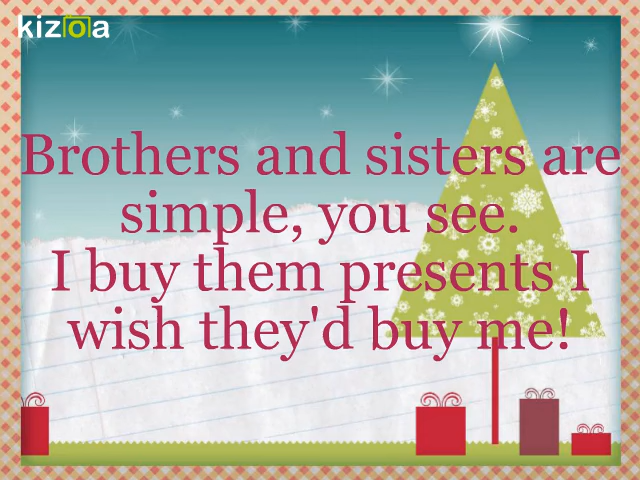 kizoa
Brothers and sisters are
simple, you see.
I buy them presents I
wish they'd buy me!